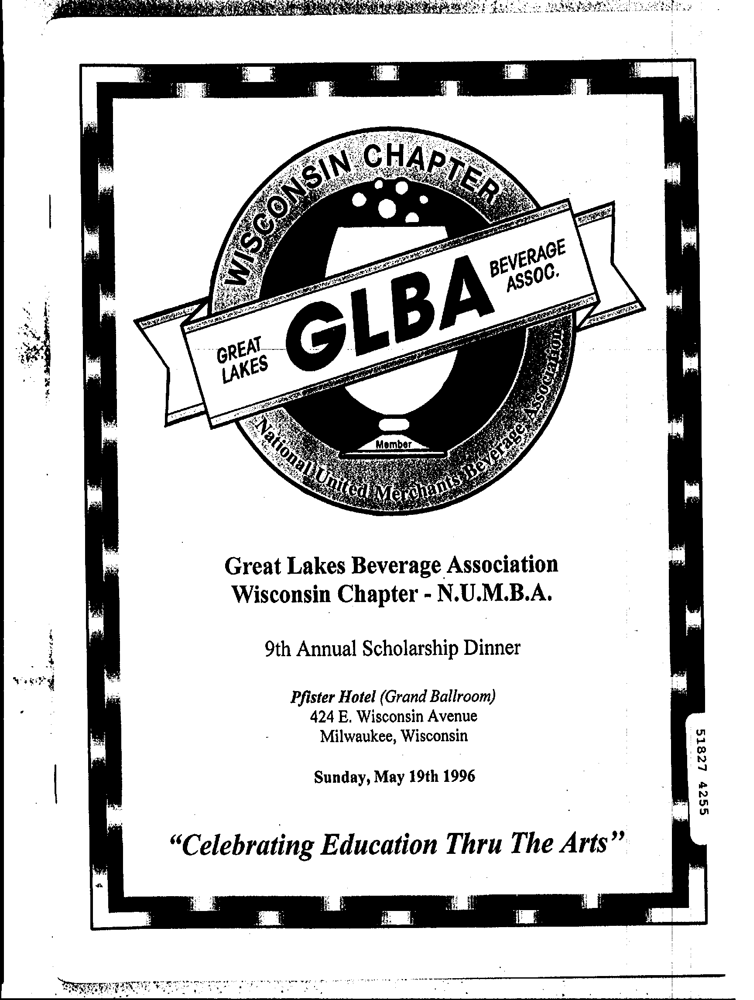 WISCONSIN CHAPTER
GREAT LAKES
GLBA
BEVERAGE ASSOC.
Member
National United Merchants Beverage Association
Great Lakes Beverage Association
Wisconsin Chapter - N.U.M.B.A.
9th Annual Scholarship Dinner
Pfister Hotel (Grand Ballroom)
424 E. Wisconsin Avenue
Milwaukee, Wisconsin
Sunday, May 19th 1996
“Celebrating Education Thru The Arts”
51827 4255